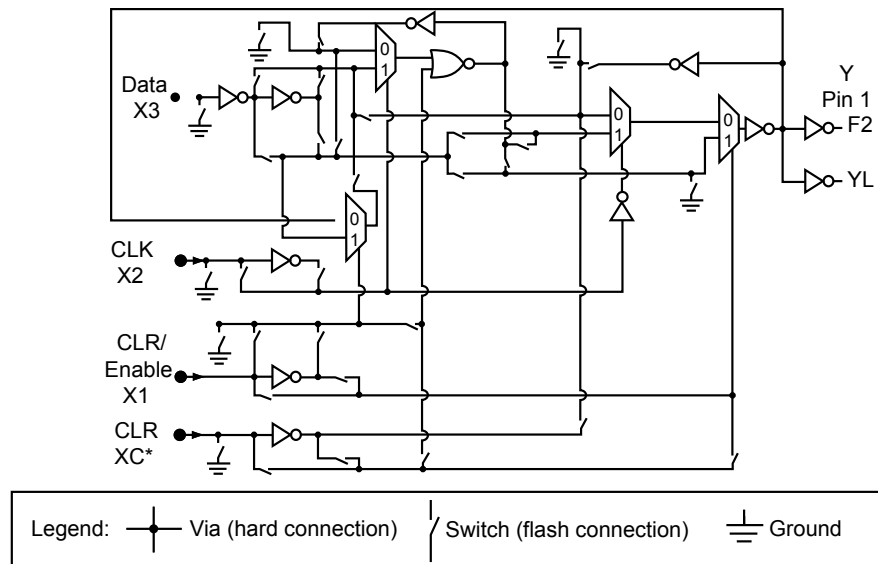 0
1
Data
X3
Y
Pin 1
F2
0
1
0
1
YL
0
1
CLK
X2
CLR/
Enable
X1
CLR
XC*
Legend: Via (hard connection) Switch (flash connection) Ground